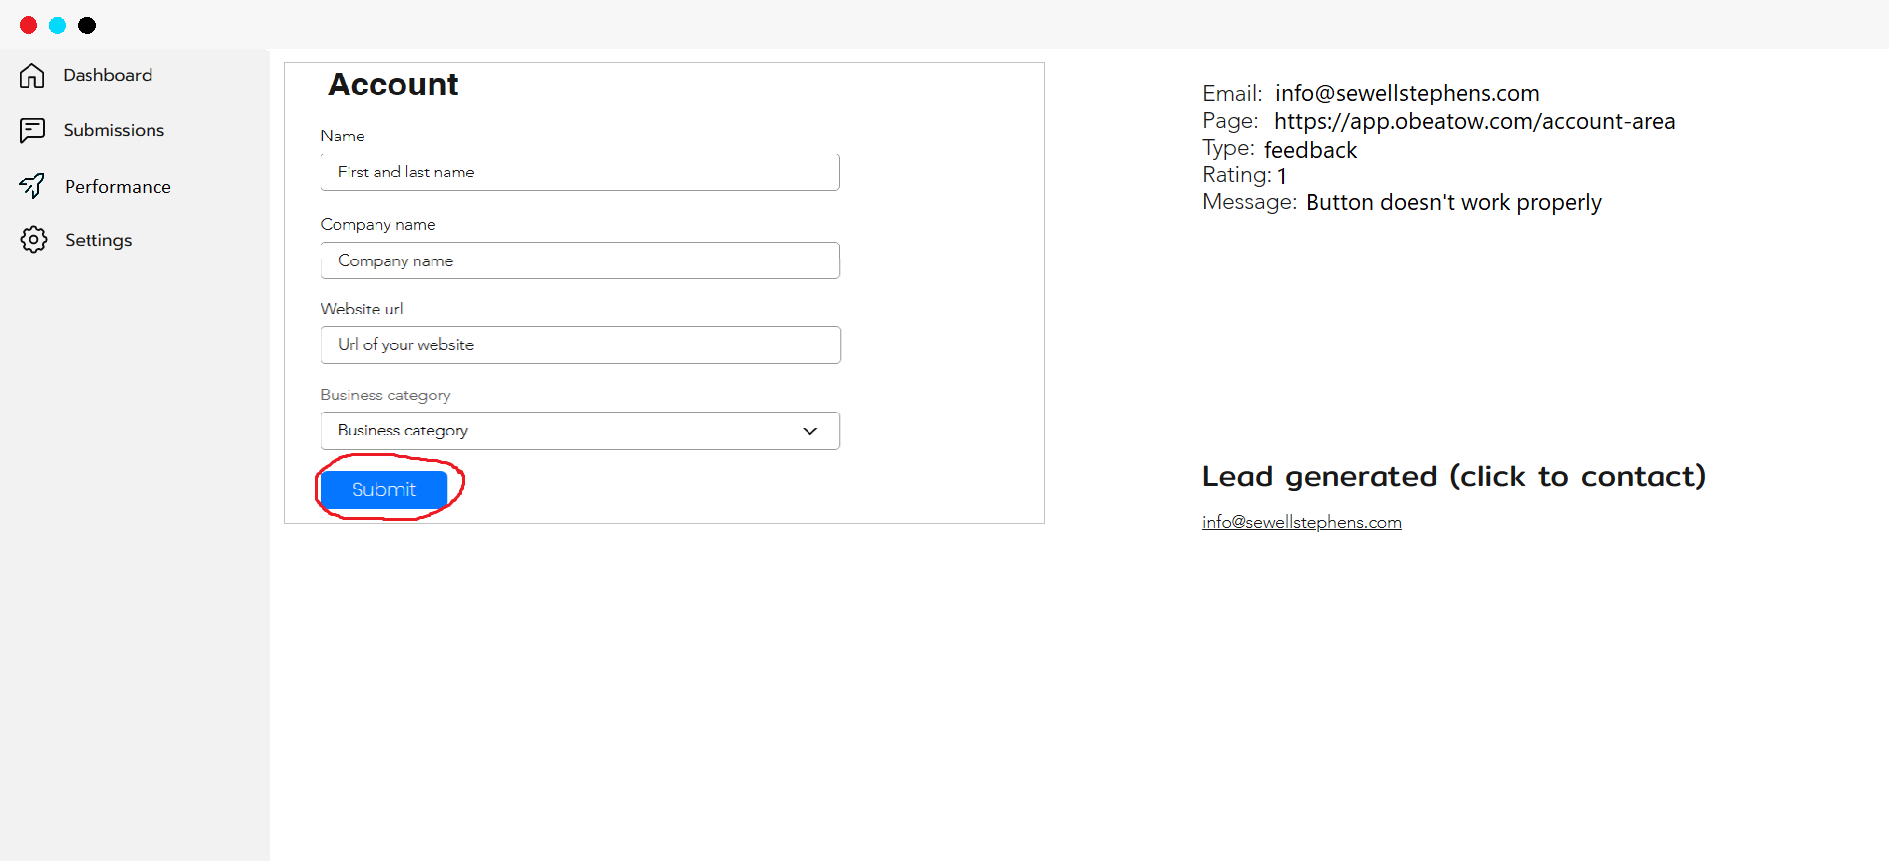 Dashboard
Submissions
Performance
Settings
Account
Name
First and last name
Company name
Company name
Website url
Url of your website
Business category
Business category
Submit
Email: info@sewellstephens.com
Page: https://app.obeatow.com/account-area
Type: feedback
Rating: 1
Message: Button doesn't work properly
Lead generated (click to contact)
info@sewellstephens.com